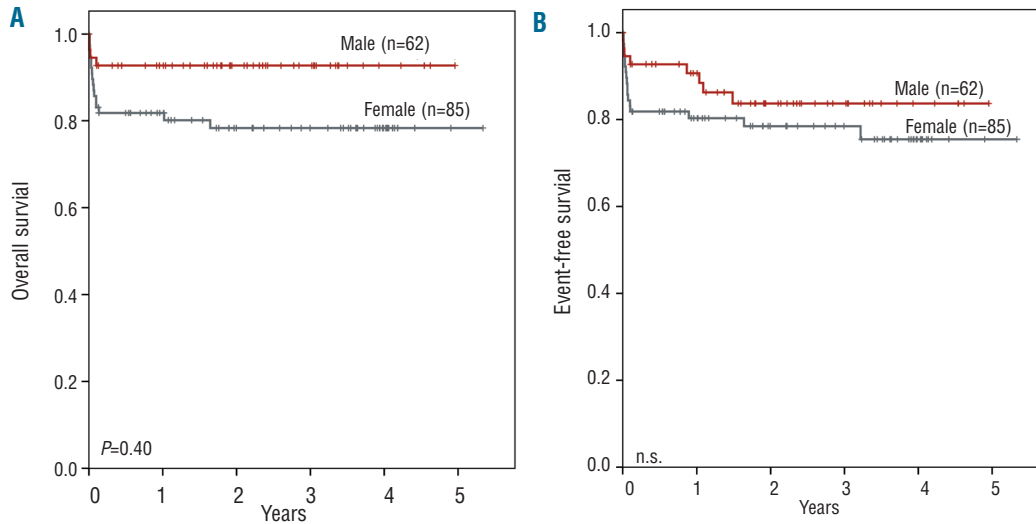 A
Overall survial
1.0
0.8
0.6
0.4
0.2
0.0
Male (n=62)
Female (n=85)
P=0.40
0 1 2 3 4 5
Years
B
Event-free survial
1.0
0.8
0.6
0.4
0.2
0.0
Male (n=62)
Female (n=85)
n.s.
0 1 2 3 4 5
Years